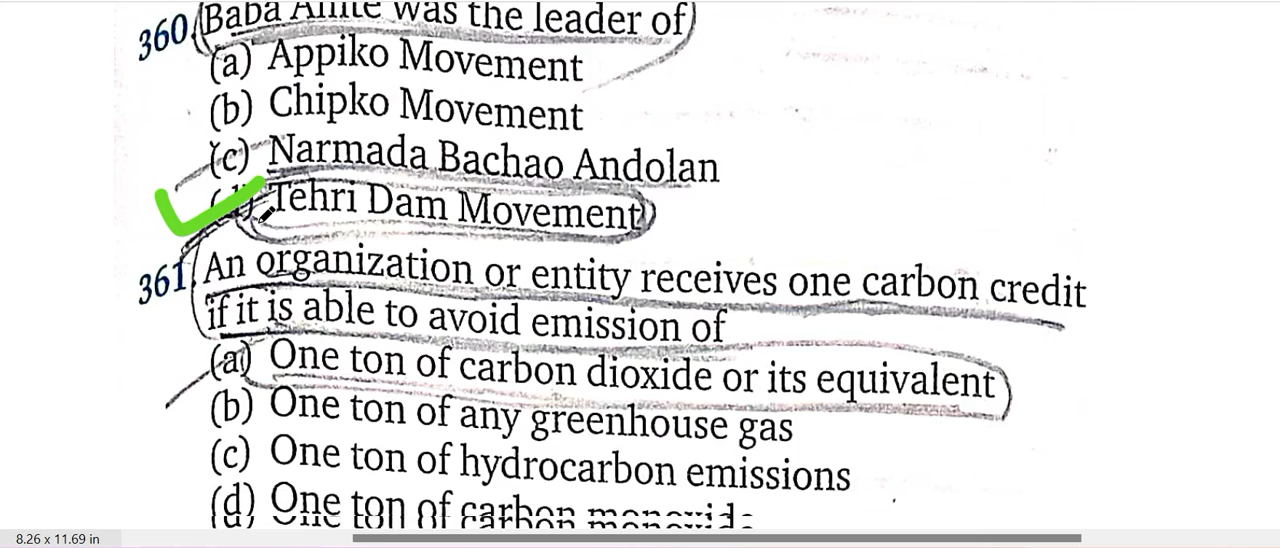 360. Baba Amte was the leader of
(a) Appiko Movement
(b) Chipko Movement
(c) Narmada Bachao Andolan
(d) Tehri Dam Movement
361. An organization or entity receives one carbon credit
if it is able to avoid emission of
(a) One ton of carbon dioxide or its equivalent
(b) One ton of any greenhouse gas
(c) One ton of hydrocarbon emissions
(d) One ton of carbon monoxide
8.26 x 11.69 in